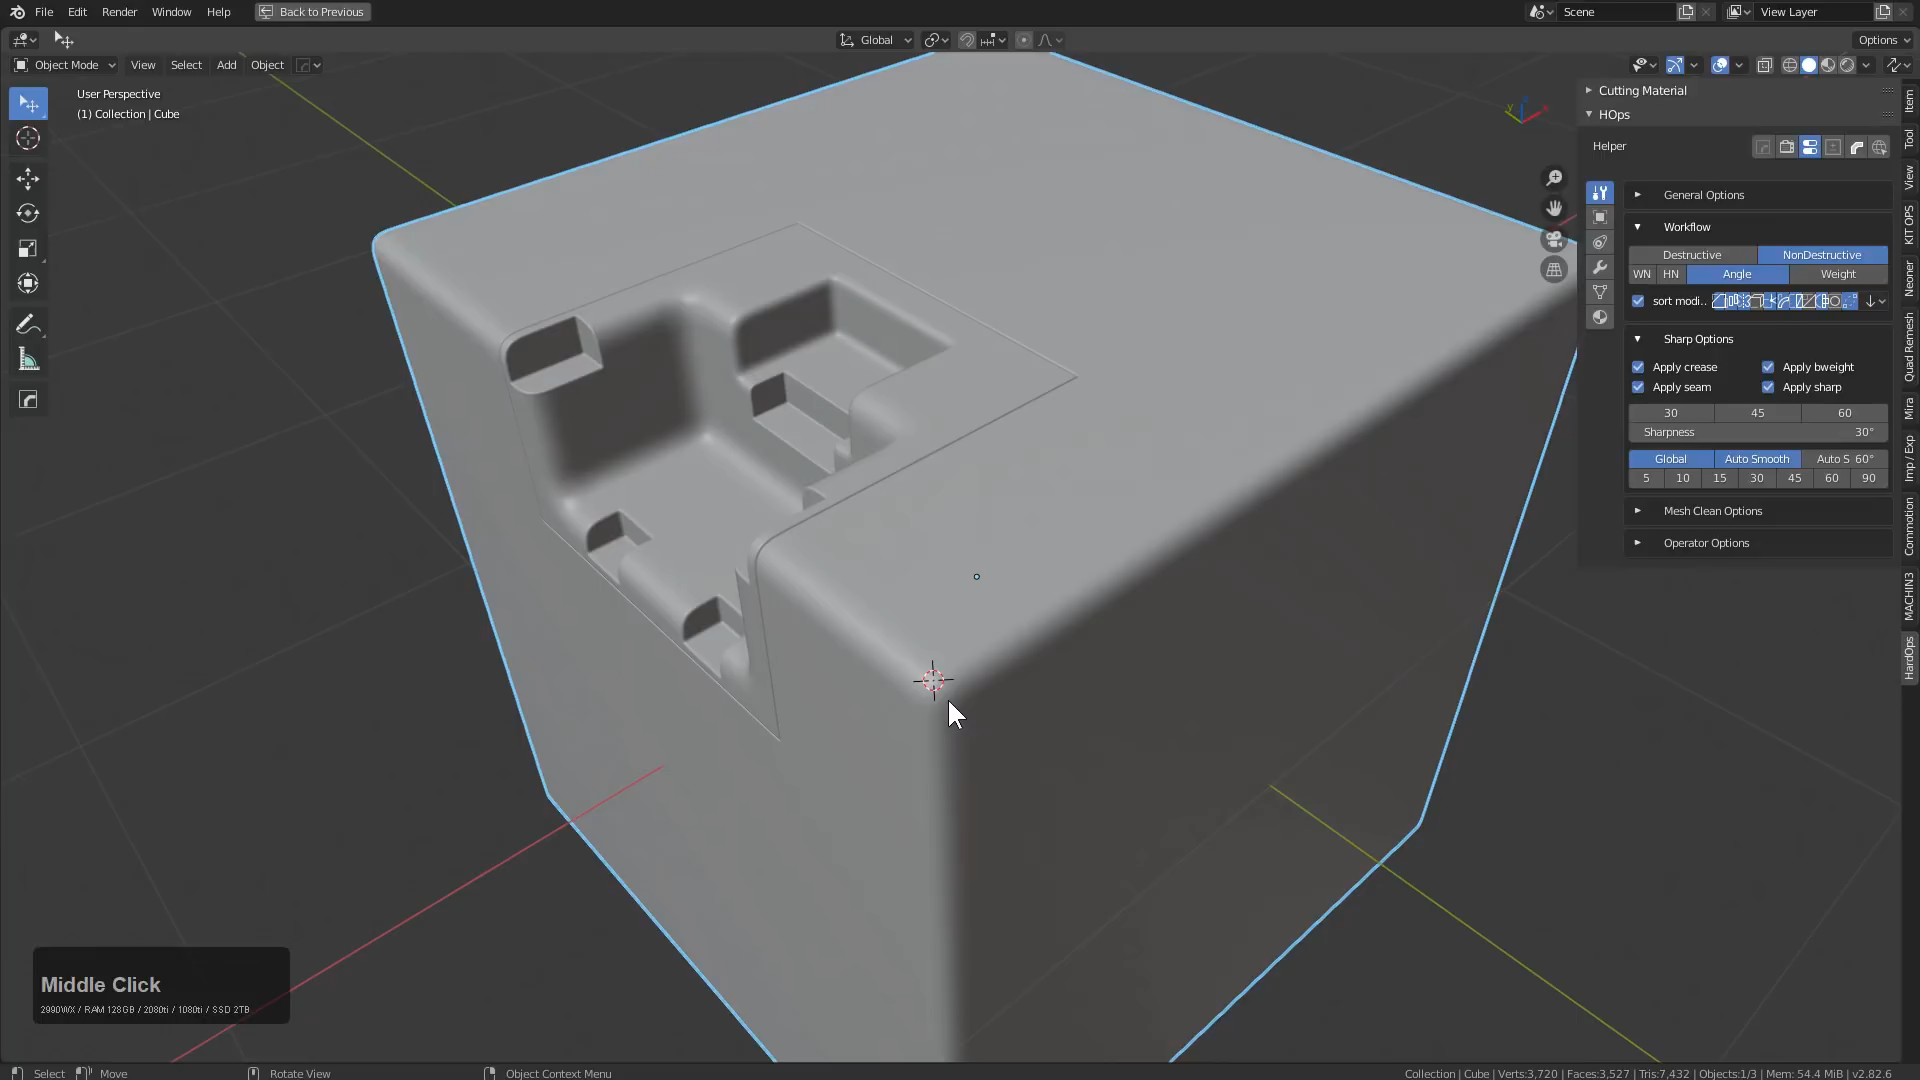 File Edit Render Window Help Back to Previous Scene View Layer
Global Options
Object Mode View Select Add Object
User Perspective
(1) Collection | Cube
Cutting Material
HOps
Helper
General Options
Workflow
Destructive NonDestructive
WN HN Angle Weight
sort modi..
Sharp Options
Apply crease Apply bweight
Apply seam Apply sharp
30 45 60
Sharpness 30°
Global Auto Smooth Auto S 60°
5 10 15 30 45 60 90
Mesh Clean Options
Operator Options
Item
Tool
View
KIT OPS
Neoner
Quad Remesh
Mira
Imp / Exp
Commotion
MACHIN3
HardOps
Middle Click
2990WX / RAM 128GB / 2080ti / 1080ti / SSD 2TB
Select Move Rotate View Object Context Menu Collection | Cube | Verts:3,720 | Faces:3,527 | Tris:7,432 | Objects:1/3 | Mem: 54.4 MiB | v2.82.6